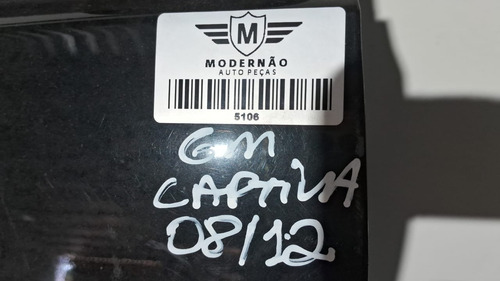 M
MODERNÃO
AUTO PEÇAS
5106
GM
CAPTIVA
08/12